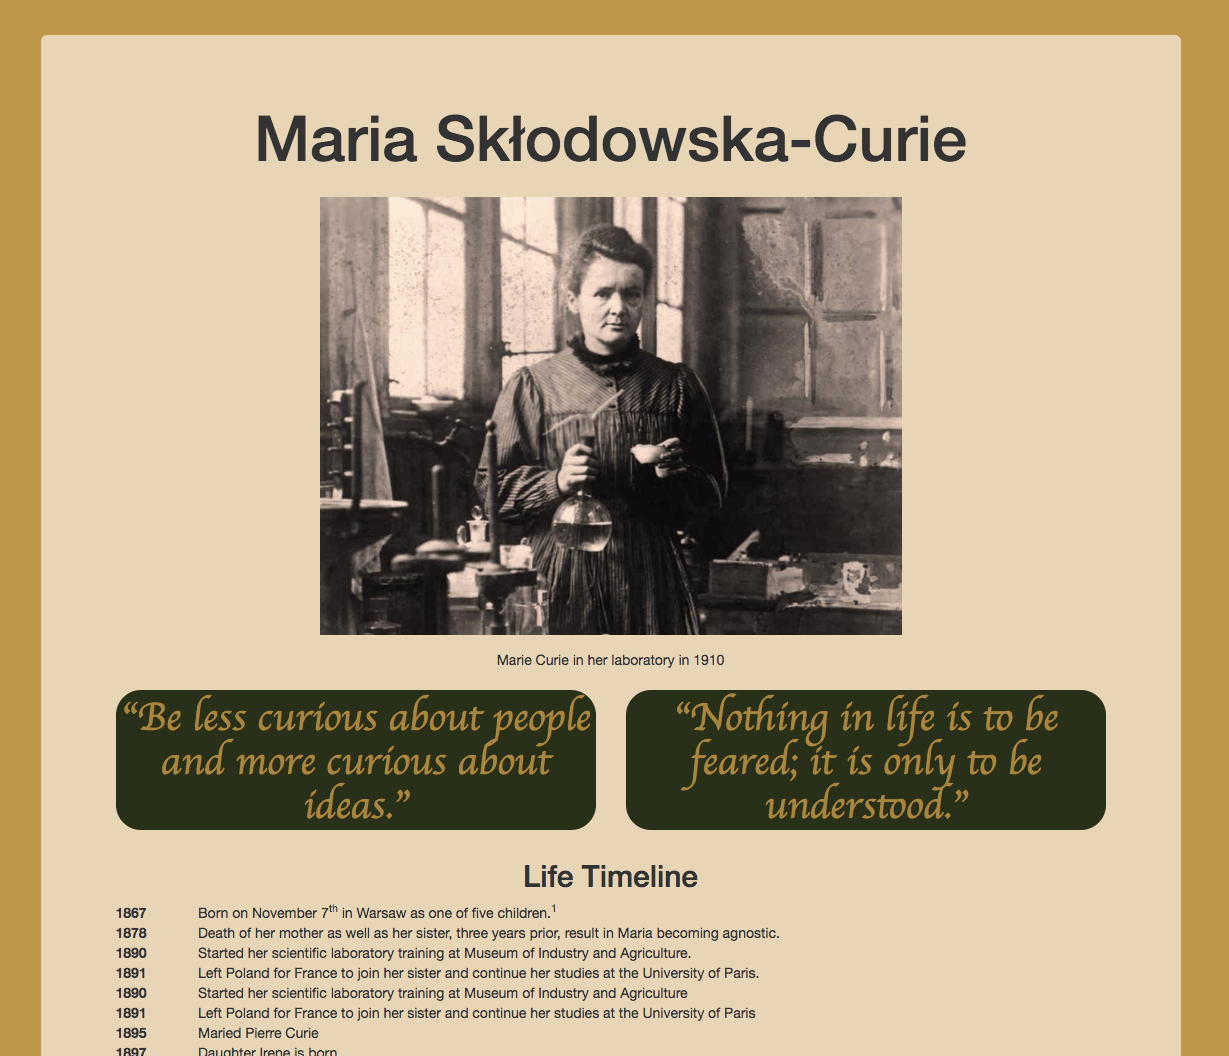 Maria Skłodowska-Curie
Marie Curie in her laboratory in 1910
“Be less curious about people
and more curious about
ideas.”
“Nothing in life is to be
feared; it is only to be
understood.”
Life Timeline
1867 Born on November 7th in Warsaw as one of five children.1
1878 Death of her mother as well as her sister, three years prior, result in Maria becoming agnostic.
1890 Started her scientific laboratory training at Museum of Industry and Agriculture.
1891 Left Poland for France to join her sister and continue her studies at the University of Paris.
1890 Started her scientific laboratory training at Museum of Industry and Agriculture
1891 Left Poland for France to join her sister and continue her studies at the University of Paris
1895 Maried Pierre Curie
1897 Daughter Irene is born